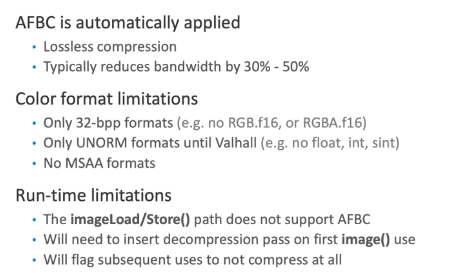 AFBC is automatically applied
• Lossless compression
• Typically reduces bandwidth by 30% - 50%
Color format limitations
• Only 32-bpp formats (e.g. no RGB.f16, or RGBA.f16)
• Only UNORM formats until Valhall (e.g. no float, int, sint)
• No MSAA formats
Run-time limitations
• The imageLoad/Store() path does not support AFBC
• Will need to insert decompression pass on first image() use
• Will flag subsequent uses to not compress at all